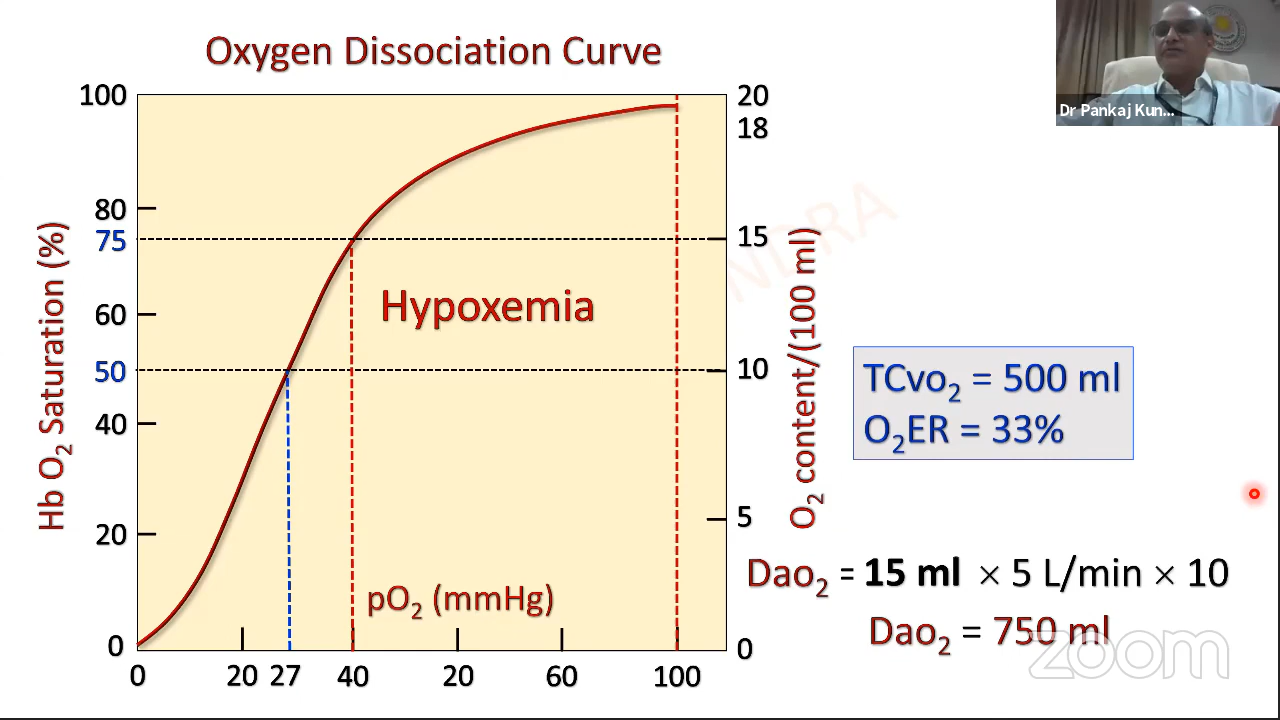 Oxygen Dissociation Curve
Dr Pankaj Kun...
100
80
75
60
50
40
20
0
Hb O₂ Saturation (%)
Hypoxemia
pO₂ (mmHg)
0 20 27 40 20 60 100
20
18
15
10
5
0
O₂ content/(100 ml)
TCvo₂ = 500 ml
O₂ER = 33%
Dao₂ = 15 ml × 5 L/min × 10
Dao₂ = 750 ml
zoom